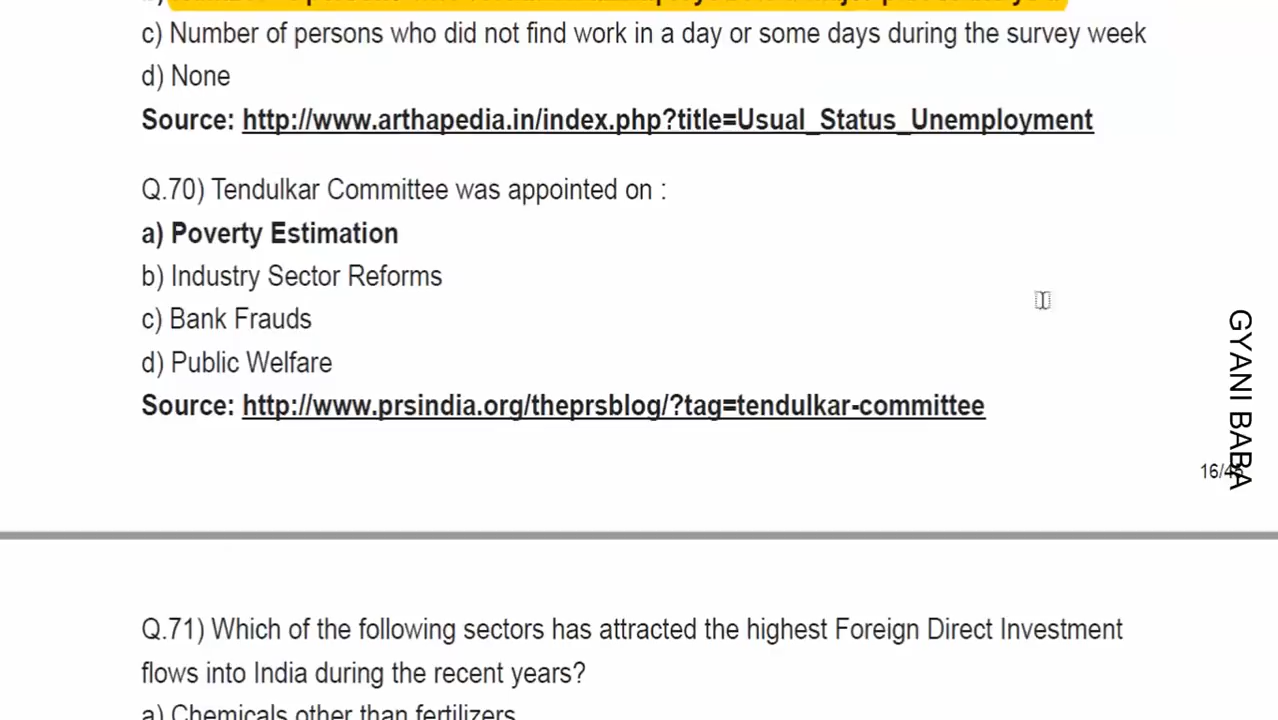 c) Number of persons who did not find work in a day or some days during the survey week
d) None
Source: http://www.arthapedia.in/index.php?title=Usual_Status_Unemployment
Q.70) Tendulkar Committee was appointed on :
a) Poverty Estimation
b) Industry Sector Reforms
c) Bank Frauds
d) Public Welfare
Source: http://www.prsindia.org/theprsblog/?tag=tendulkar-committee
GYANI BABA
Q.71) Which of the following sectors has attracted the highest Foreign Direct Investment
flows into India during the recent years?
a) Chemicals other than fertilizers